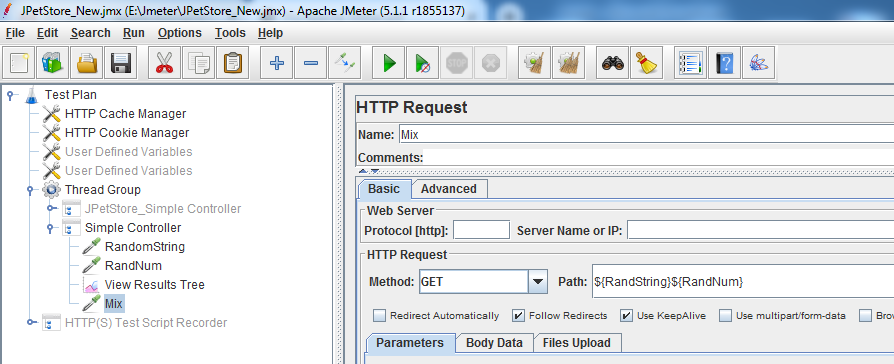 JPetStore_New.jmx (E:\Jmeter\JPetStore_New.jmx) - Apache JMeter (5.1.1 r1855137)
File Edit Search Run Options Tools Help
STOP
Test Plan
HTTP Cache Manager
HTTP Cookie Manager
User Defined Variables
User Defined Variables
Thread Group
JPetStore_Simple Controller
Simple Controller
RandomString
RandNum
View Results Tree
Mix
HTTP(S) Test Script Recorder
HTTP Request
Name: Mix
Comments:
Basic Advanced
Web Server
Protocol [http]: Server Name or IP:
HTTP Request
Method: GET Path: ${RandString}${RandNum}
Redirect Automatically Follow Redirects Use KeepAlive Use multipart/form-data Brov
Parameters Body Data Files Upload